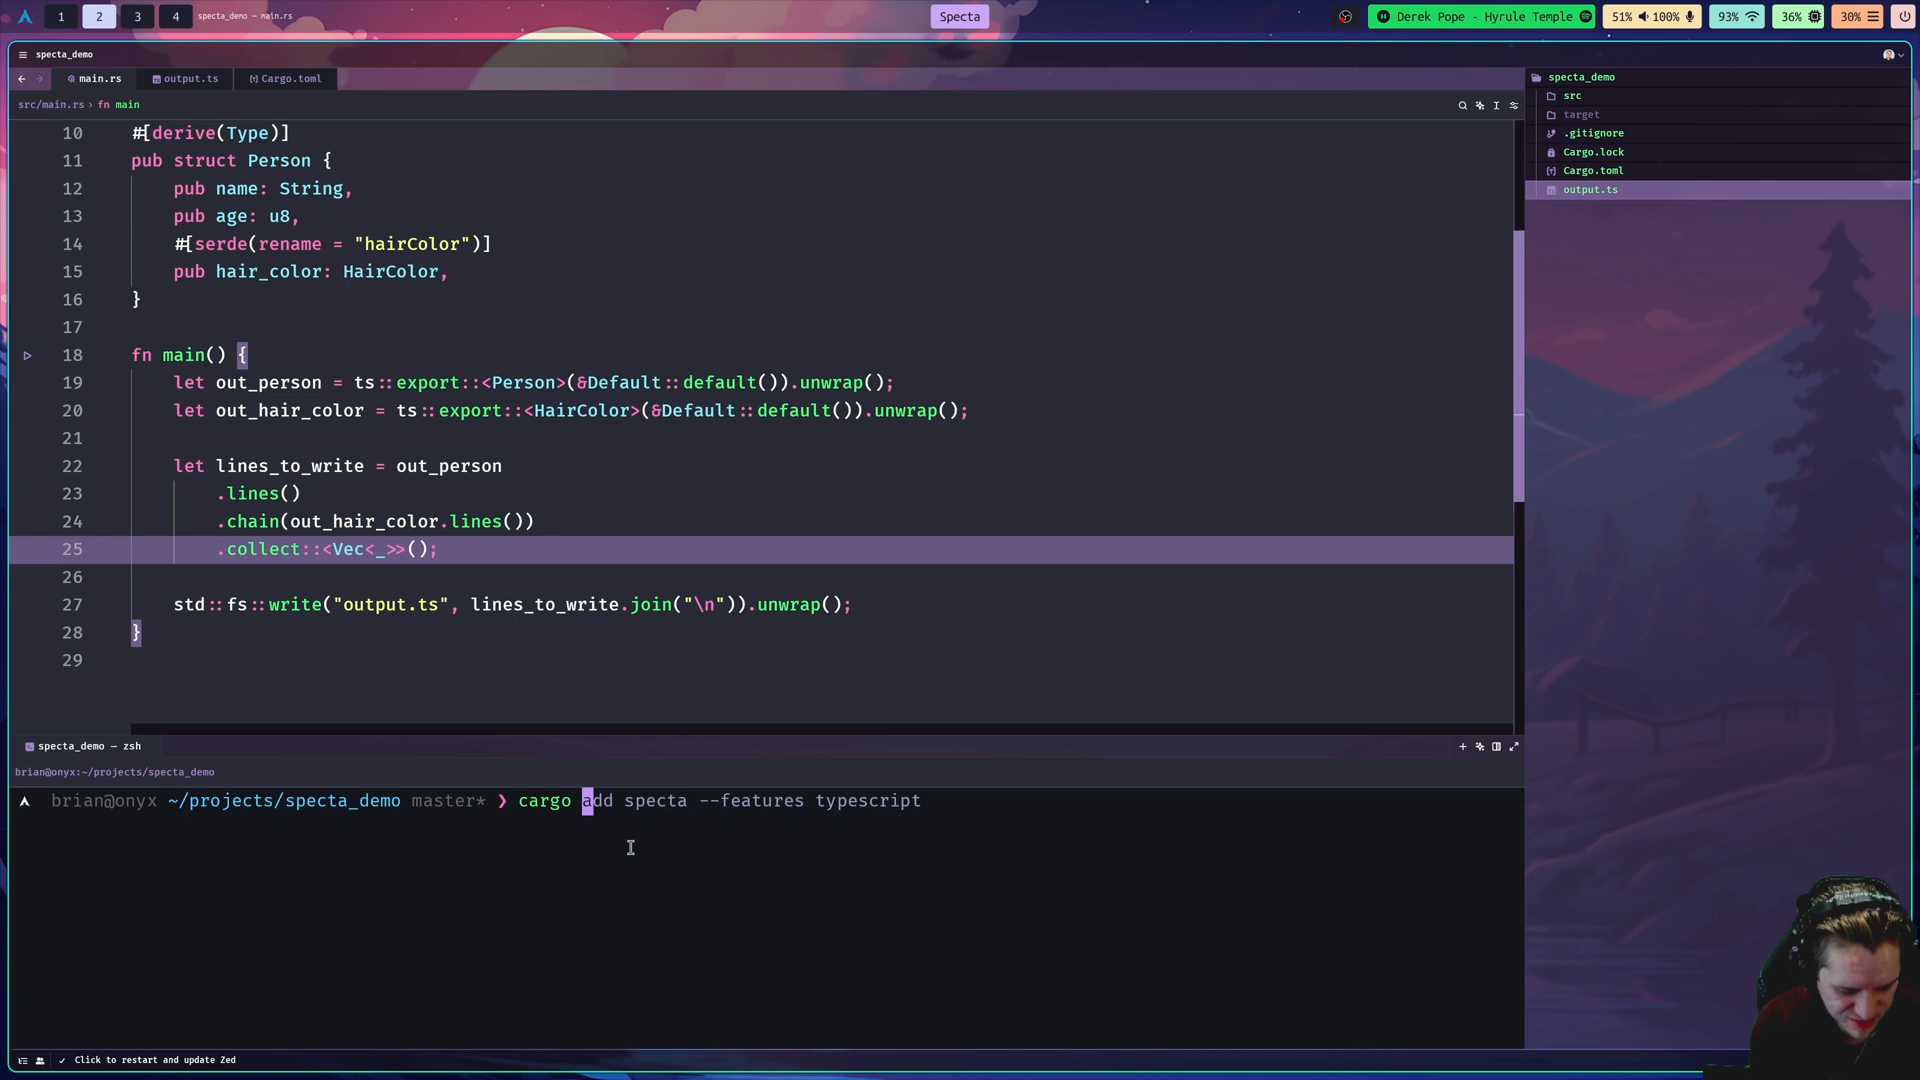 1 2 3 4 specta_demo — main.rs
Specta
Derek Pope - Hyrule Temple
51% 100% 93% 36% 30%
specta_demo
main.rs output.ts Cargo.toml
src/main.rs › fn main
10 #[derive(Type)]
11 pub struct Person {
12 pub name: String,
13 pub age: u8,
14 #[serde(rename = "hairColor")]
15 pub hair_color: HairColor,
16 }
17
18 fn main() {
19 let out_person = ts::export::<Person>(&Default::default()).unwrap();
20 let out_hair_color = ts::export::<HairColor>(&Default::default()).unwrap();
21
22 let lines_to_write = out_person
23 .lines()
24 .chain(out_hair_color.lines())
25 .collect::<Vec<_>>();
26
27 std::fs::write("output.ts", lines_to_write.join("\n")).unwrap();
28 }
29
specta_demo
src
target
.gitignore
Cargo.lock
Cargo.toml
output.ts
specta_demo — zsh
brian@onyx:~/projects/specta_demo
brian@onyx ~/projects/specta_demo master* ❯ cargo add specta --features typescript
Click to restart and update Zed